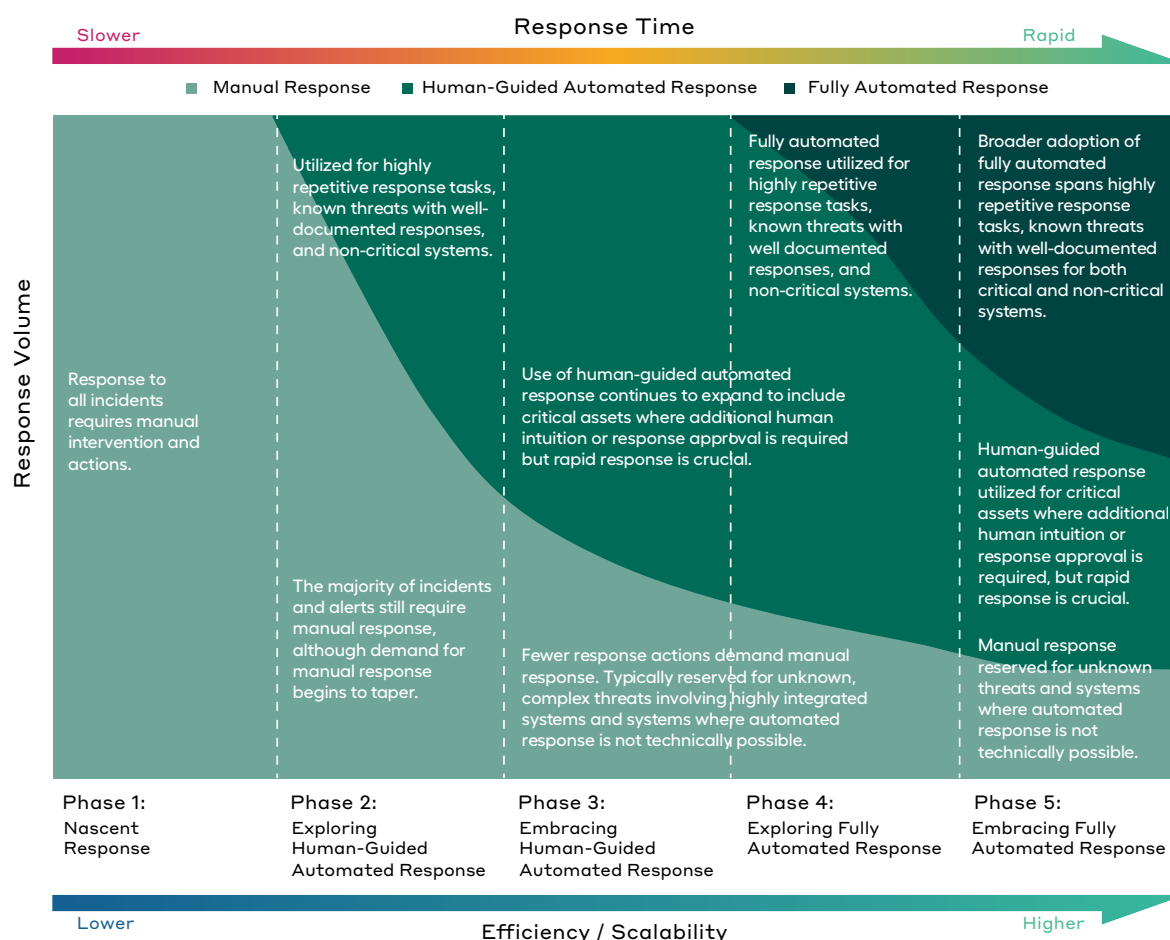 Response Time
Slower
Rapid
Manual Response
Human-Guided Automated Response
Fully Automated Response
Response Volume
Response to
all incidents
requires manual
intervention and
actions.
Utilized for highly
repetitive response tasks,
known threats with well-
documented responses,
and non-critical systems.
The majority of incidents
and alerts still require
manual response,
although demand for
manual response
begins to taper.
Use of human-guided automated
response continues to expand to include
critical assets where additional human
intuition or response approval is required
but rapid response is crucial.
Fewer response actions demand manual
response. Typically reserved for unknown,
complex threats involving highly integrated
systems and systems where automated
response is not technically possible.
Fully automated
response utilized for
highly repetitive
response tasks,
known threats with
well documented
responses, and
non-critical systems.
Broader adoption of
fully automated
response spans highly
repetitive response
tasks, known threats
with well-documented
responses for both
critical and non-critical
systems.
Human-guided
automated response
utilized for critical
assets where additional
human intuition or
response approval is
required, but rapid
response is crucial.
Manual response
reserved for unknown
threats and systems
where automated
response is not
technically possible.
Phase 1:
Nascent
Response
Phase 2:
Exploring
Human-Guided
Automated Response
Phase 3:
Embracing
Human-Guided
Automated Response
Phase 4:
Exploring Fully
Automated Response
Phase 5:
Embracing Fully
Automated Response
Lower
Efficiency / Scalability
Higher